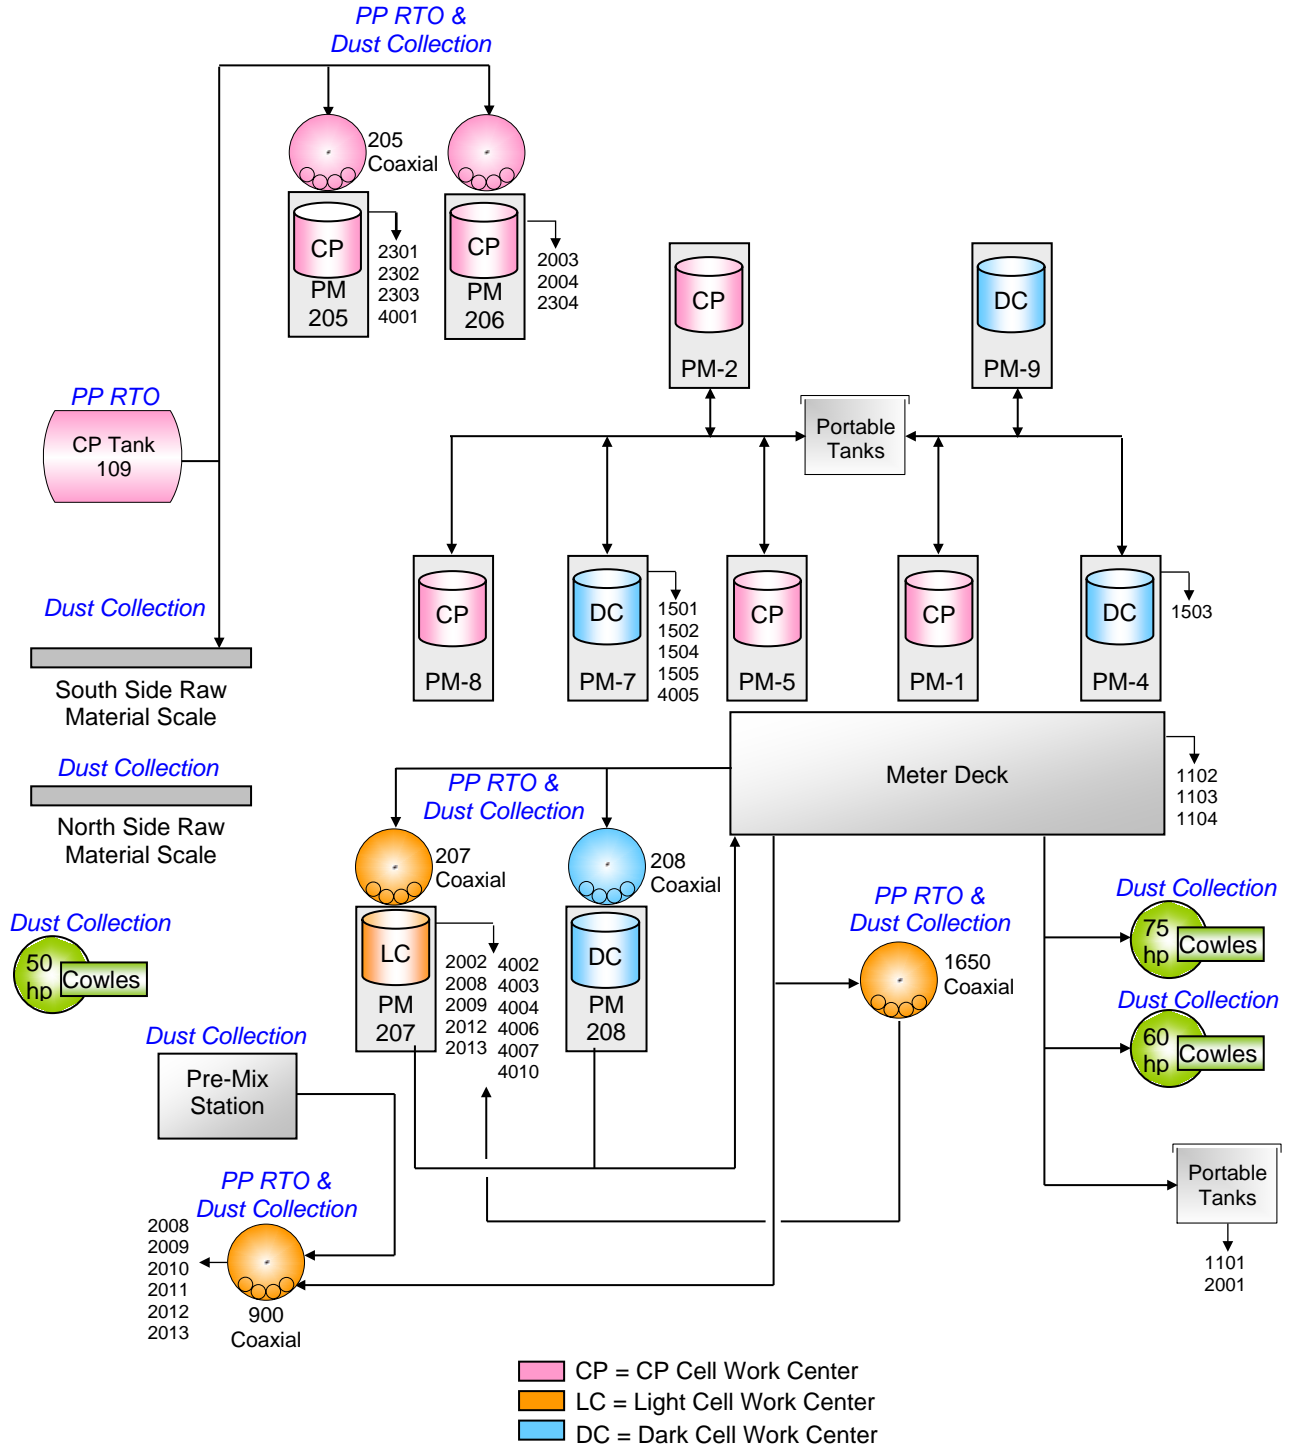 PP RTO &
Dust Collection
205
Coaxial
CP
PM
205
2301
2302
2303
4001
CP
PM
206
2003
2004
2304
CP
PM-2
DC
PM-9
PP RTO
CP Tank
109
Portable
Tanks
CP
PM-8
DC
PM-7
1501
1502
1504
1505
4005
CP
PM-5
CP
PM-1
DC
PM-4
1503
Dust Collection
South Side Raw
Material Scale
Dust Collection
North Side Raw
Material Scale
Meter Deck
1102
1103
1104
PP RTO &
Dust Collection
207
Coaxial
208
Coaxial
LC
PM
207
2002
2008
2009
2012
2013
4002
4003
4004
4006
4007
4010
DC
PM
208
PP RTO &
Dust Collection
1650
Coaxial
Dust Collection
75
hp
Cowles
Dust Collection
60
hp
Cowles
Dust Collection
50
hp
Cowles
Dust Collection
Pre-Mix
Station
PP RTO &
Dust Collection
2008
2009
2010
2011
2012
2013
900
Coaxial
Portable
Tanks
1101
2001
CP = CP Cell Work Center
LC = Light Cell Work Center
DC = Dark Cell Work Center